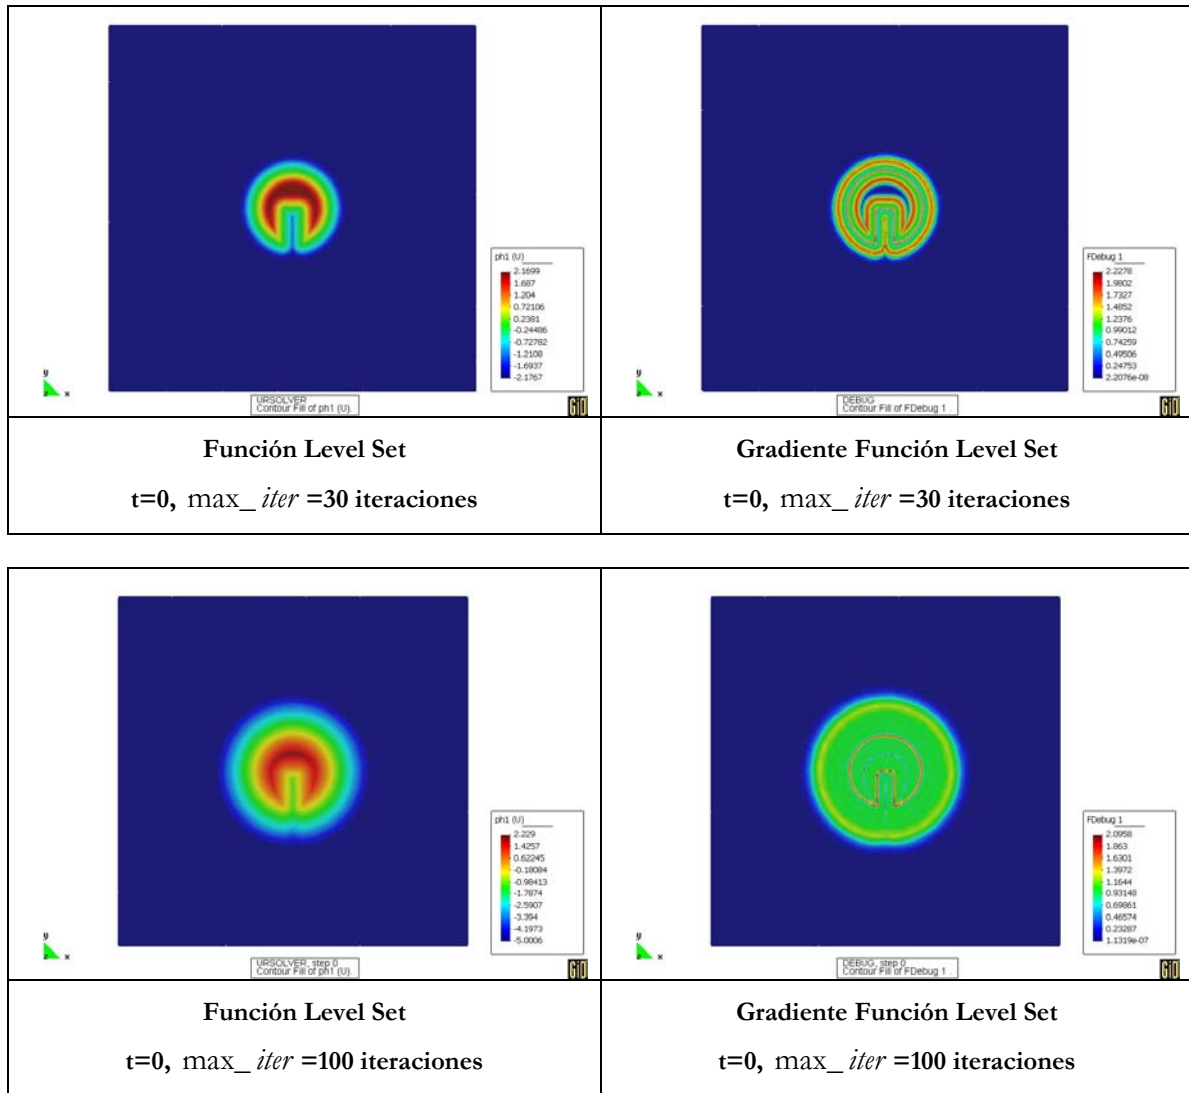 ph1 (U)
2.1699
1.687
1.204
0.72106
0.2381
-0.24486
-0.72782
-1.2108
-1.6937
-2.1767
y
z x
URSOLVER
Contour Fill of ph1 (U).
GiD
FDebug 1
2.2278
1.9802
1.7327
1.4852
1.2376
0.99012
0.74259
0.49506
0.24753
2.2076e-08
y
z x
DEBUG
Contour Fill of FDebug 1 .
GiD
Función Level Set
t=0, max_ iter =30 iteraciones
Gradiente Función Level Set
t=0, max_ iter =30 iteraciones
ph1 (U)
2.229
1.4257
0.62245
-0.18084
-0.98413
-1.7874
-2.5907
-3.394
-4.1973
-5.0006
y
z x
URSOLVER, step 0
Contour Fill of ph1 (U).
GiD
FDebug 1
2.0958
1.863
1.6301
1.3972
1.1644
0.93148
0.69861
0.46574
0.23287
1.1319e-07
y
z x
DEBUG, step 0
Contour Fill of FDebug 1 .
GiD
Función Level Set
t=0, max_ iter =100 iteraciones
Gradiente Función Level Set
t=0, max_ iter =100 iteraciones